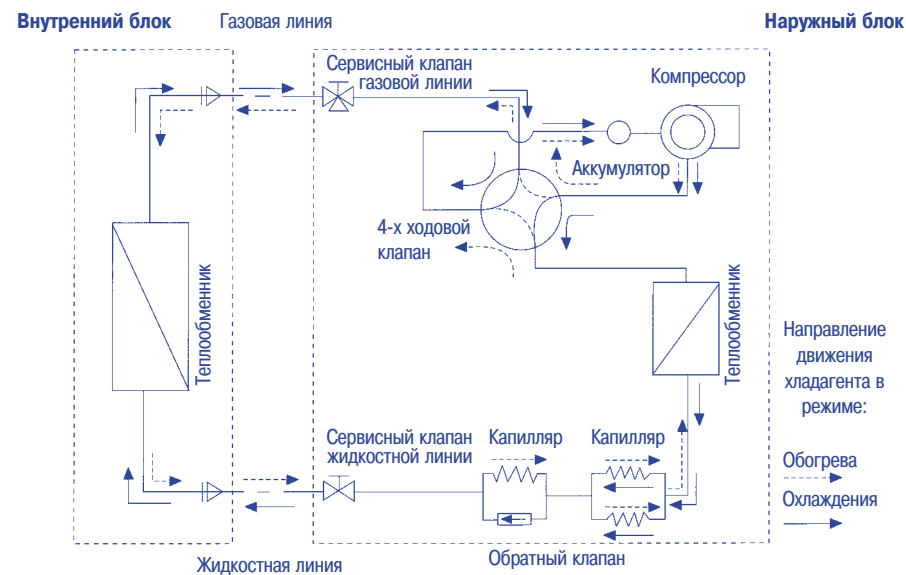 Внутренний блок
Газовая линия
Наружный блок
Сервисный клапан
газовой линии
Компрессор
Аккумулятор
4-х ходовой
клапан
Теплообменник
Теплообменник
Направление
движения
хладагента в
режиме:
Обогрева
Охлаждения
Сервисный клапан
жидкостной линии
Капилляр
Капилляр
Обратный клапан
Жидкостная линия